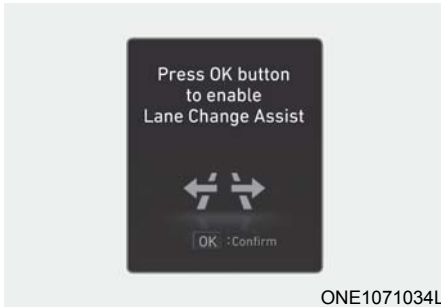 Press OK button
to enable
Lane Change Assist
OK :Confirm
ONE1071034L